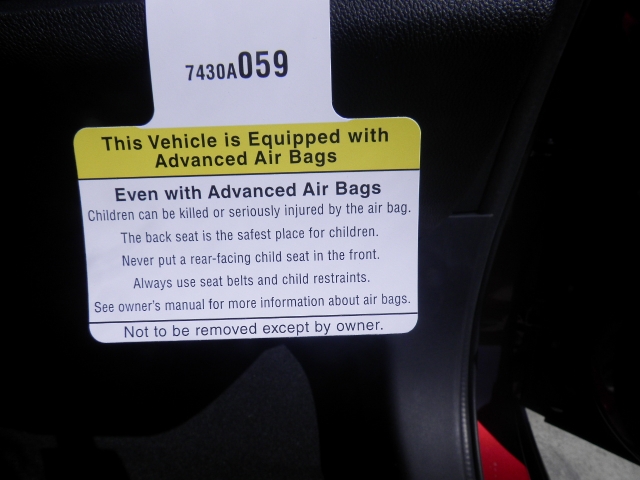 7430A059
This Vehicle is Equipped with
Advanced Air Bags
Even with Advanced Air Bags
Children can be killed or seriously injured by the air bag.
The back seat is the safest place for children.
Never put a rear-facing child seat in the front.
Always use seat belts and child restraints.
See owner's manual for more information about air bags.
Not to be removed except by owner.